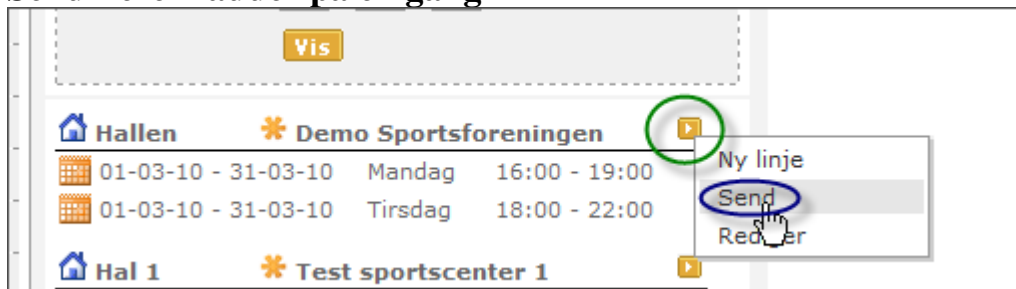 Vis
Hallen Demo Sportsforeningen
01-03-10 - 31-03-10 Mandag 16:00 - 19:00
01-03-10 - 31-03-10 Tirsdag 18:00 - 22:00
Ny linje
Send
Hal 1 Test sportscenter 1